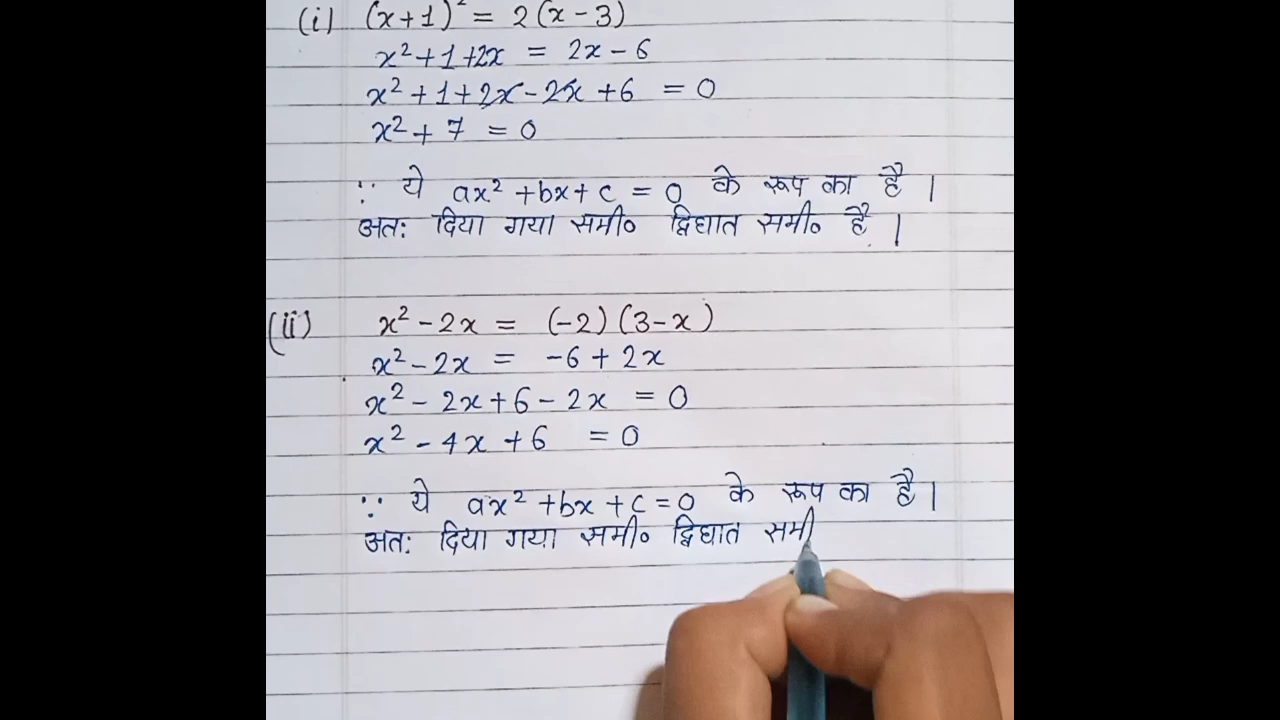 (i) (x+1)² = 2(x-3)
x²+1+2x = 2x-6
x²+1+2x-2x+6 = 0
x²+7 = 0
∵ ये ax²+bx+c = 0 के रूप का है।
अतः दिया गया समी० द्विघात समी० है।
(ii) x²-2x = (-2)(3-x)
x²-2x = -6+2x
x²-2x+6-2x = 0
x²-4x+6 = 0
∵ ये ax²+bx+c=0 के रूप का है।
अतः दिया गया समी० द्विघात समी